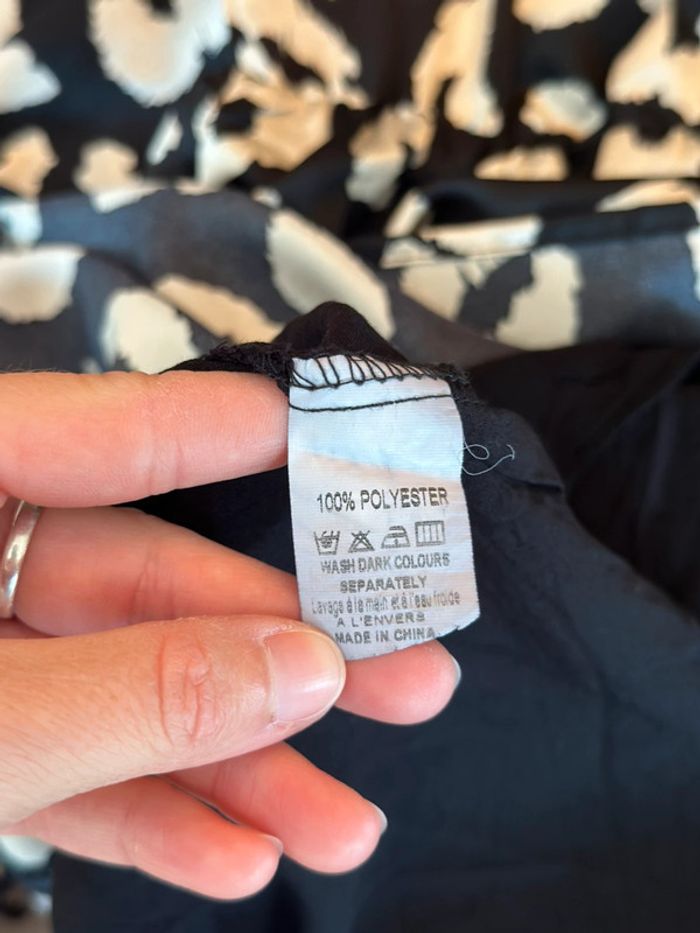 100% POLYESTER
WASH DARK COLOURS
SEPARATELY
Lavage à la main et à l'eau froide
A L'ENVERS
MADE IN CHINA